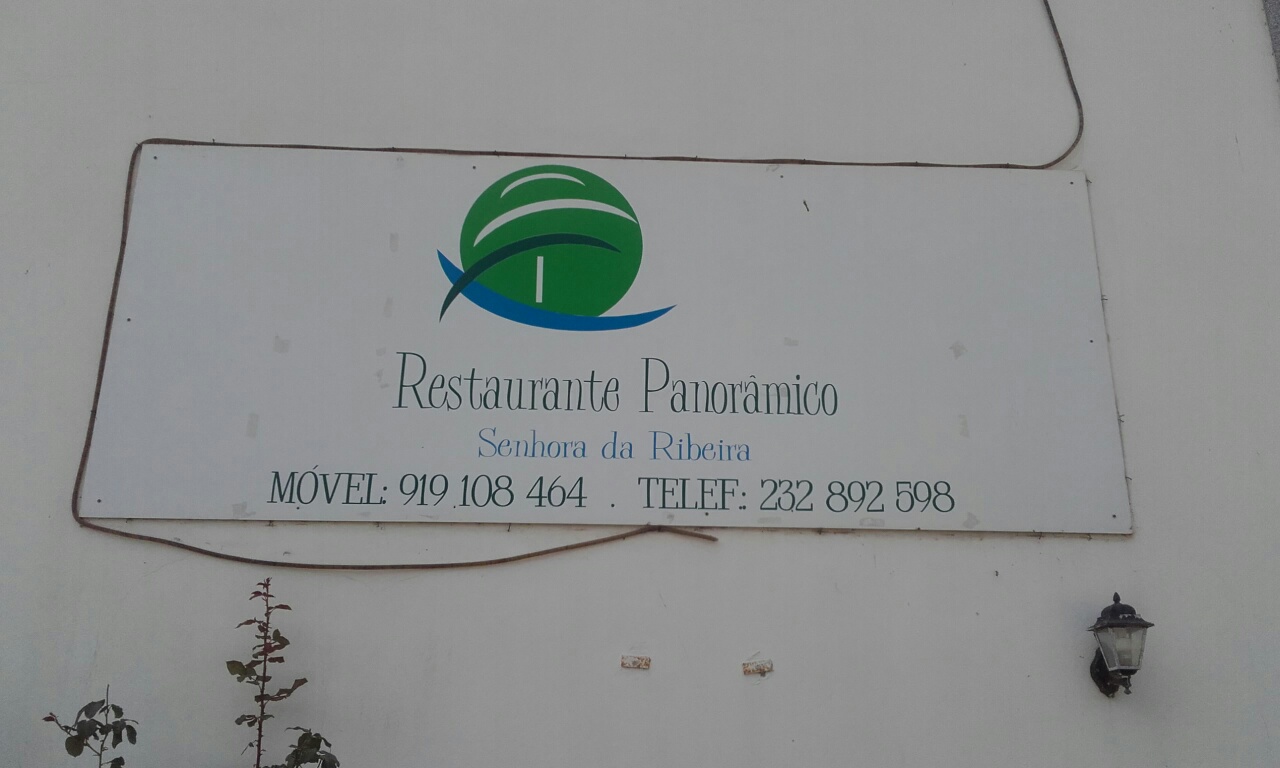 Restaurante Panorâmico
Senhora da Ribeira
MÓVEL: 919 108 464 . TELEF: 232 892 598